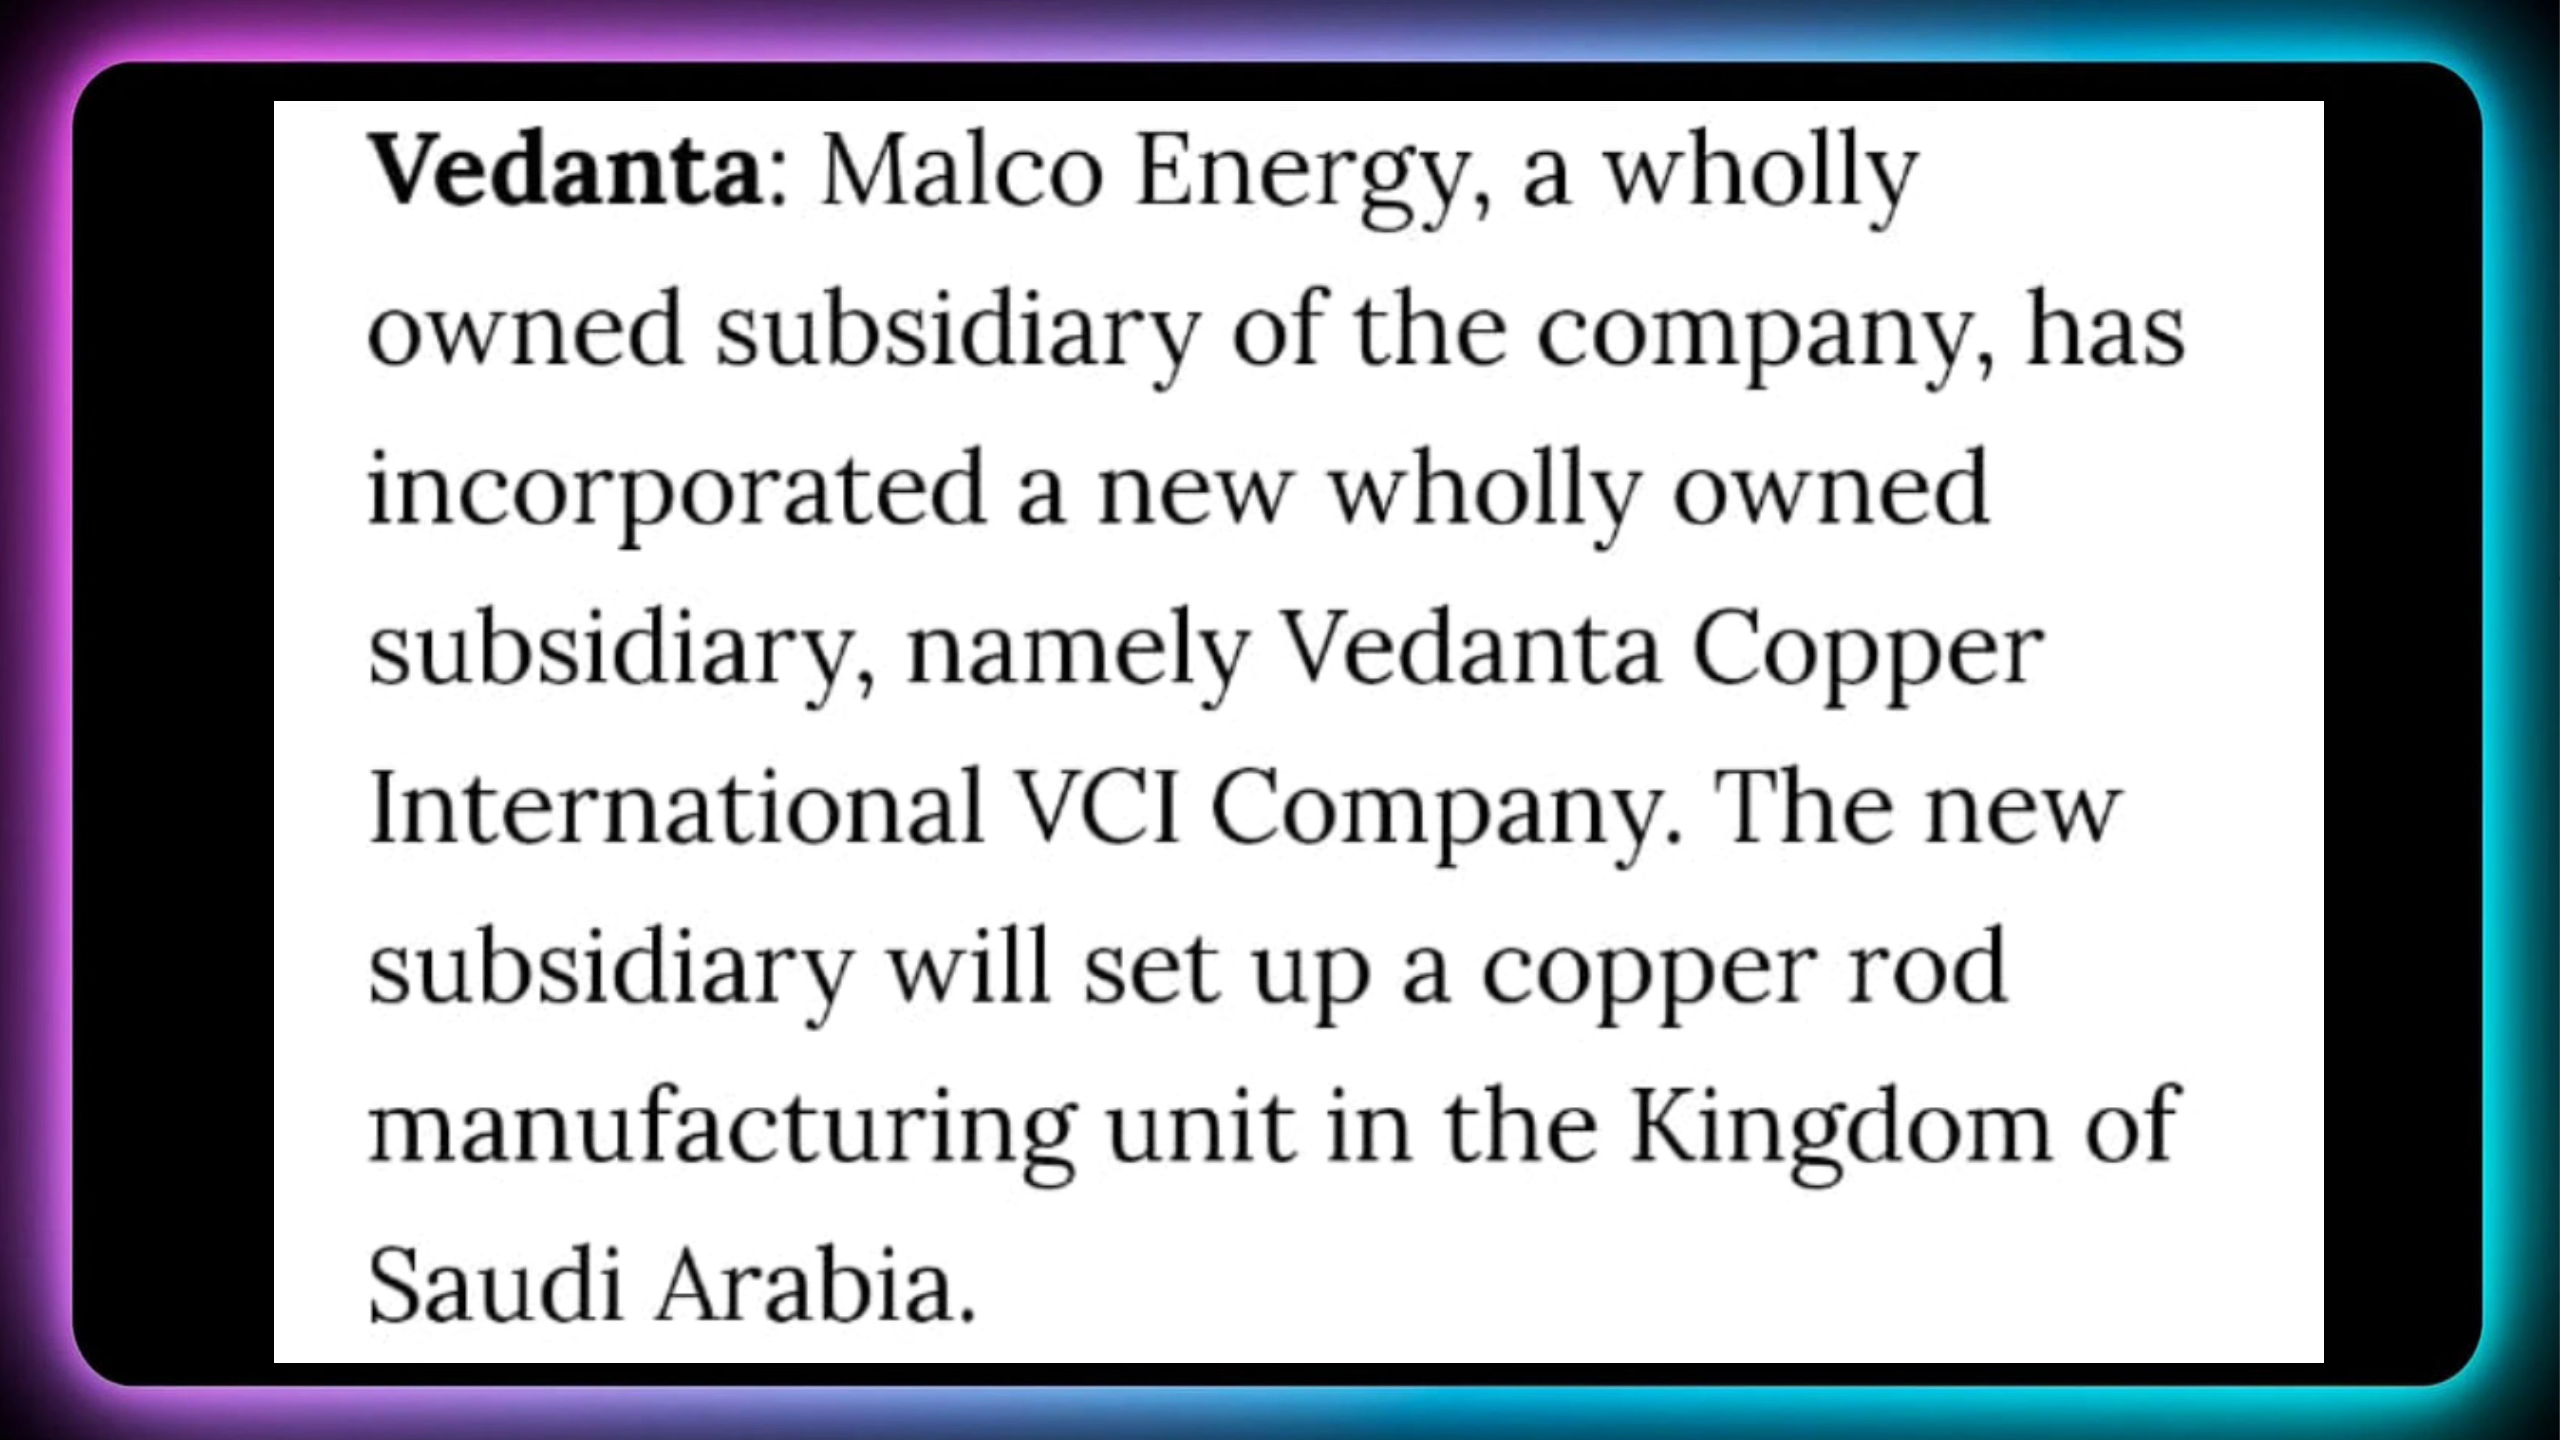 Vedanta: Malco Energy, a wholly
owned subsidiary of the company, has
incorporated a new wholly owned
subsidiary, namely Vedanta Copper
International VCI Company. The new
subsidiary will set up a copper rod
manufacturing unit in the Kingdom of
Saudi Arabia.